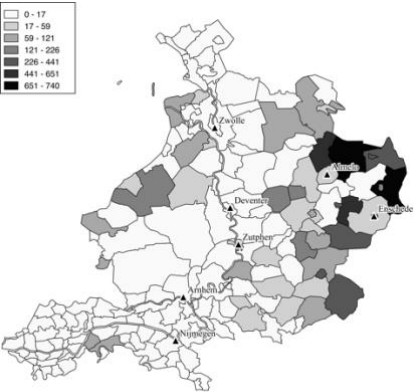 0 - 17
17 - 59
59 - 121
121 - 226
226 - 441
441 - 651
651 - 740
Zwolle
Almelo
Deventer
Enschede
Zutphen
Arnhem
Nijmegen